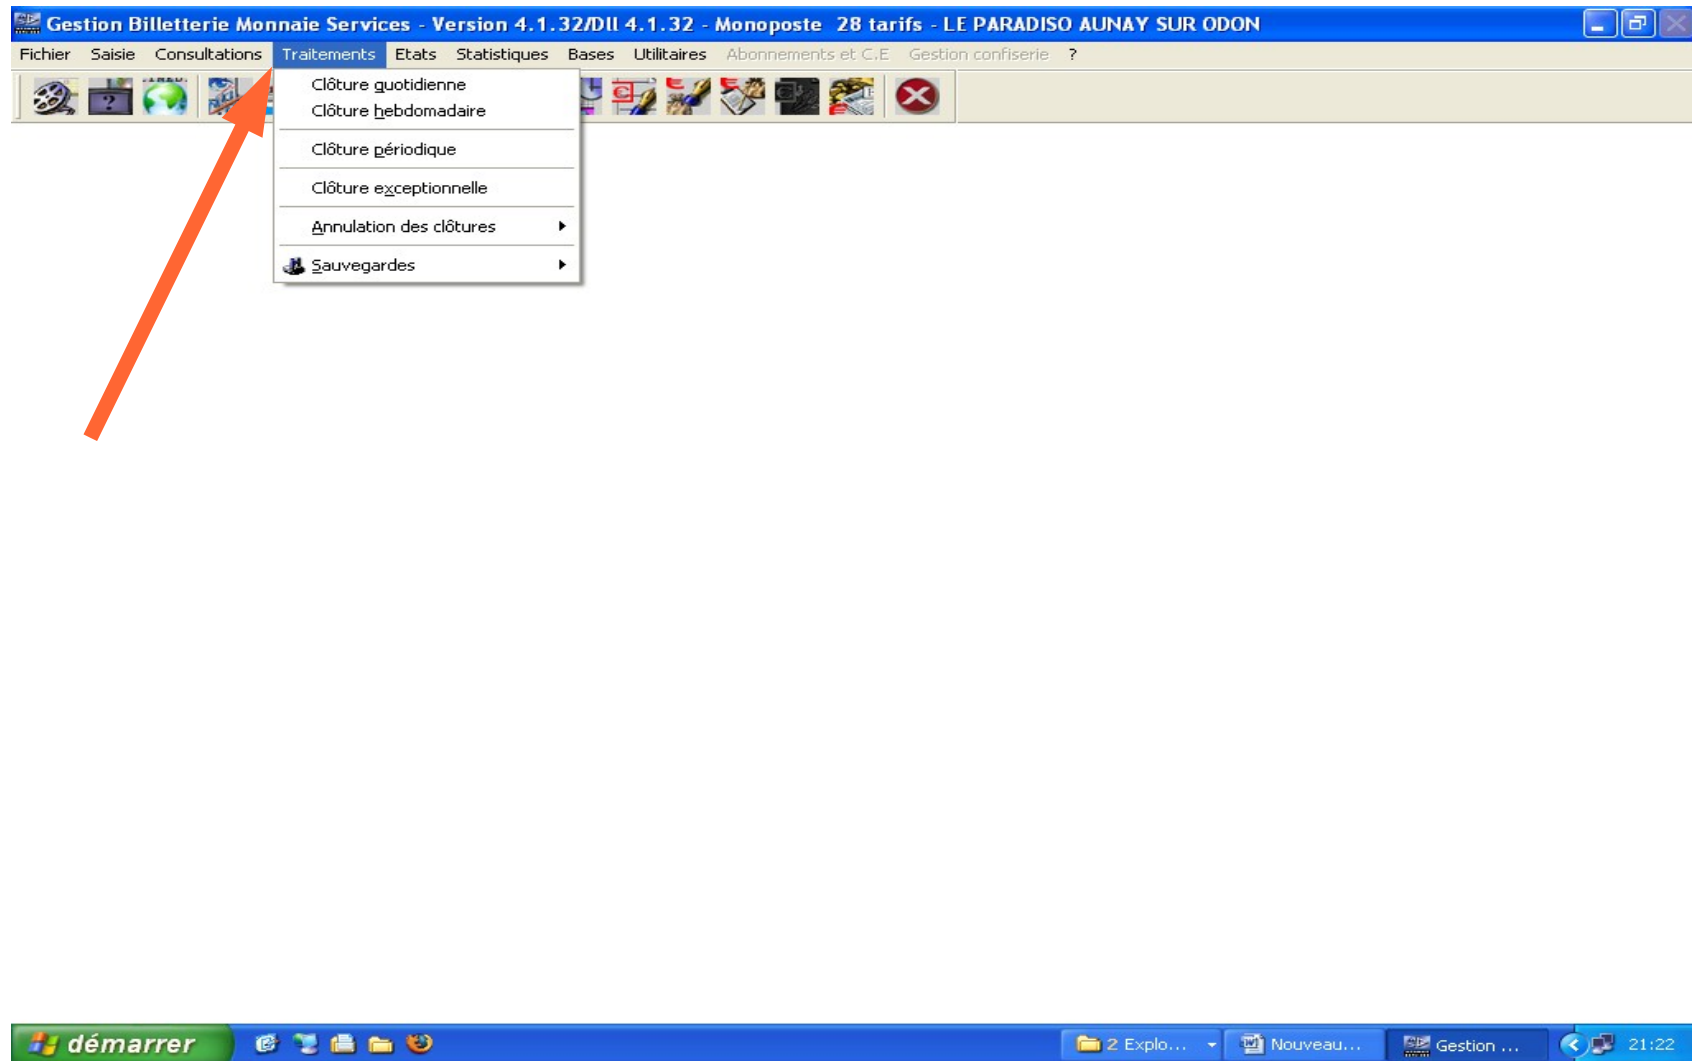 Gestion Billetterie Monnaie Services - Version 4.1.32/Dll 4.1.32 - Monoposte 28 tarifs - LE PARADISO AUNAY SUR ODON
Fichier Saisie Consultations Traitements Etats Statistiques Bases Utilitaires Abonnements et C.E Gestion confiserie ?
Clôture quotidienne
Clôture hebdomadaire
Clôture périodique
Clôture exceptionnelle
Annulation des clôtures
Sauvegardes
démarrer 2 Explo... Nouveau... Gestion ... 21:22